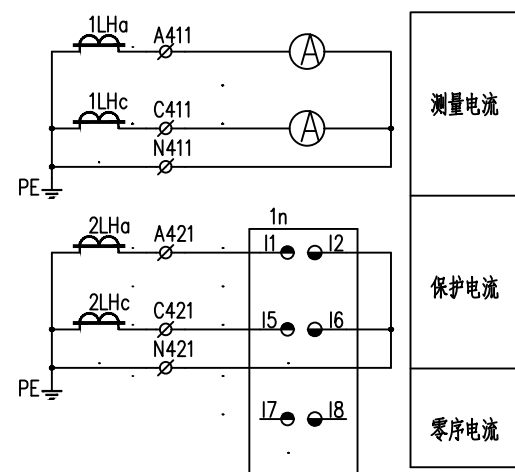 1LHa A411
A
1LHc C411
A
N411
PE
测量电流
2LHa A421
1n
I1 I2
2LHc C421
I5 I6
N421
PE
保护电流
I7 I8
零序电流